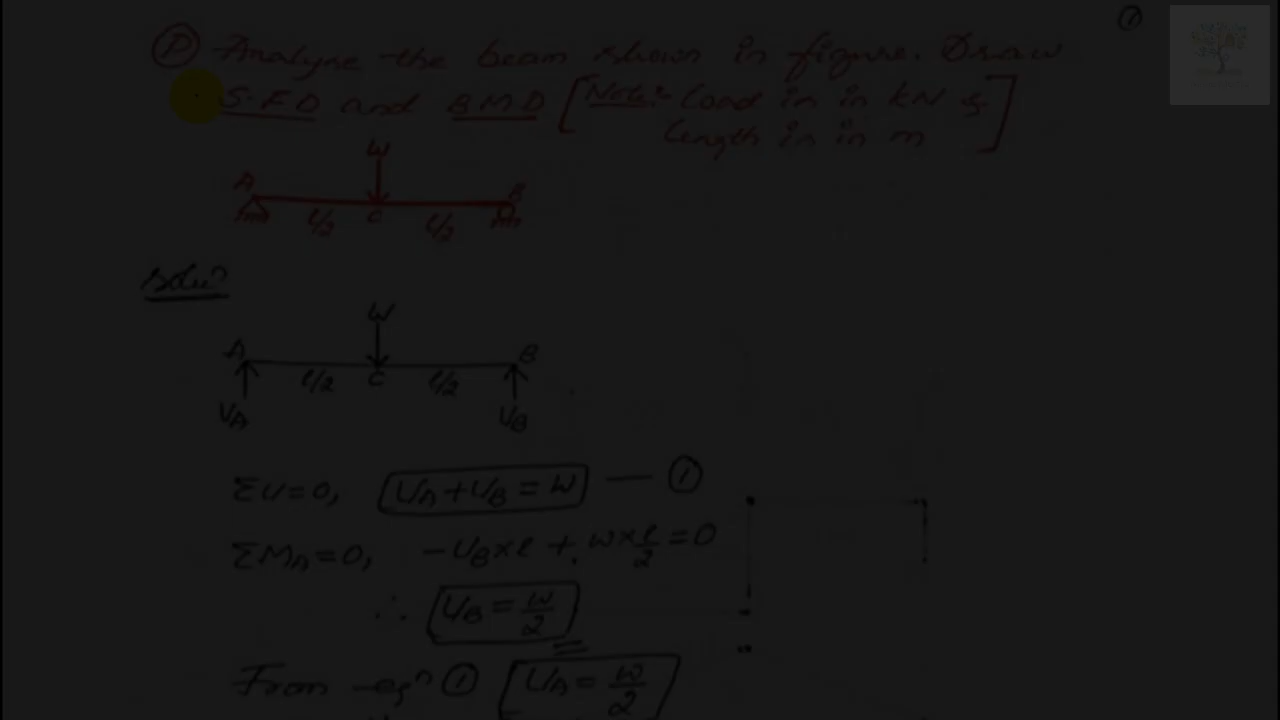 ①
Ⓟ Analyse the beam shown in figure. Draw
S.F.D and B.M.D [Note: Load in in kN &
Length in in m]
W
A B
l/2 C l/2
Solun
W
A B
l/2 C l/2
VA VB
ΣV=0, VA+VB = W — ①
ΣMA=0, -VB×l + W×l/2 = 0
∴ VB = W/2
From eqn ① VA = W/2